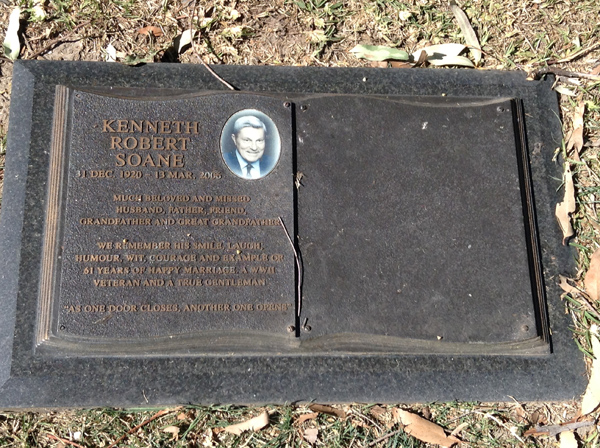 KENNETH
ROBERT
SOANE
31 DEC. 1920 - 13 MAR. 2006
MUCH BELOVED AND MISSED
HUSBAND, FATHER, FRIEND,
GRANDFATHER AND GREAT GRANDFATHER
WE REMEMBER HIS SMILE, LAUGH,
HUMOUR, WIT, COURAGE AND EXAMPLE OF
61 YEARS OF HAPPY MARRIAGE. A WWII
VETERAN AND A TRUE GENTLEMAN
"AS ONE DOOR CLOSES, ANOTHER ONE OPENS"